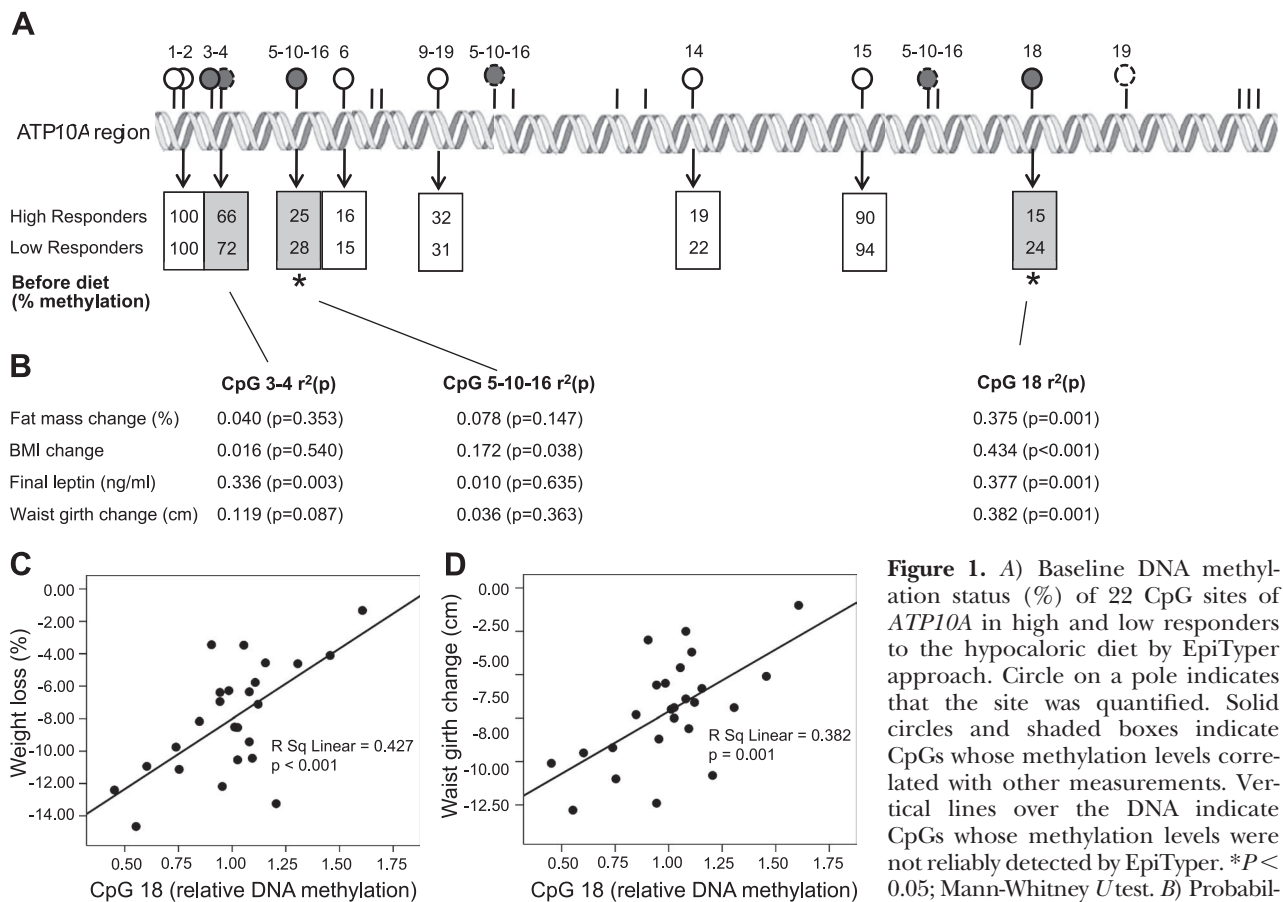 A
1-2 3-4 5-10-16 6 9-19 5-10-16 14 15 5-10-16 18 19
ATP10A region
High Responders 100 66 25 16 32 19 90 15
Low Responders 100 72 28 15 31 22 94 24
Before diet * *
(% methylation)
B
CpG 3-4 r²(p) CpG 5-10-16 r²(p) CpG 18 r²(p)
Fat mass change (%) 0.040 (p=0.353) 0.078 (p=0.147) 0.375 (p=0.001)
BMI change 0.016 (p=0.540) 0.172 (p=0.038) 0.434 (p<0.001)
Final leptin (ng/ml) 0.336 (p=0.003) 0.010 (p=0.635) 0.377 (p=0.001)
Waist girth change (cm) 0.119 (p=0.087) 0.036 (p=0.363) 0.382 (p=0.001)
C
Weight loss (%)
0.00
-2.00
-4.00
-6.00
-8.00
-10.00
-12.00
-14.00
R Sq Linear = 0.427
p < 0.001
0.50 0.75 1.00 1.25 1.50 1.75
CpG 18 (relative DNA methylation)
D
Waist girth change (cm)
0.00
-2.50
-5.00
-7.50
-10.00
-12.50
R Sq Linear = 0.382
p = 0.001
0.50 0.75 1.00 1.25 1.50 1.75
CpG 18 (relative DNA methylation)
Figure 1. A) Baseline DNA methyl-
ation status (%) of 22 CpG sites of
ATP10A in high and low responders
to the hypocaloric diet by EpiTyper
approach. Circle on a pole indicates
that the site was quantified. Solid
circles and shaded boxes indicate
CpGs whose methylation levels corre-
lated with other measurements. Ver-
tical lines over the DNA indicate
CpGs whose methylation levels were
not reliably detected by EpiTyper. *P <
0.05; Mann-Whitney U test. B) Probabil-